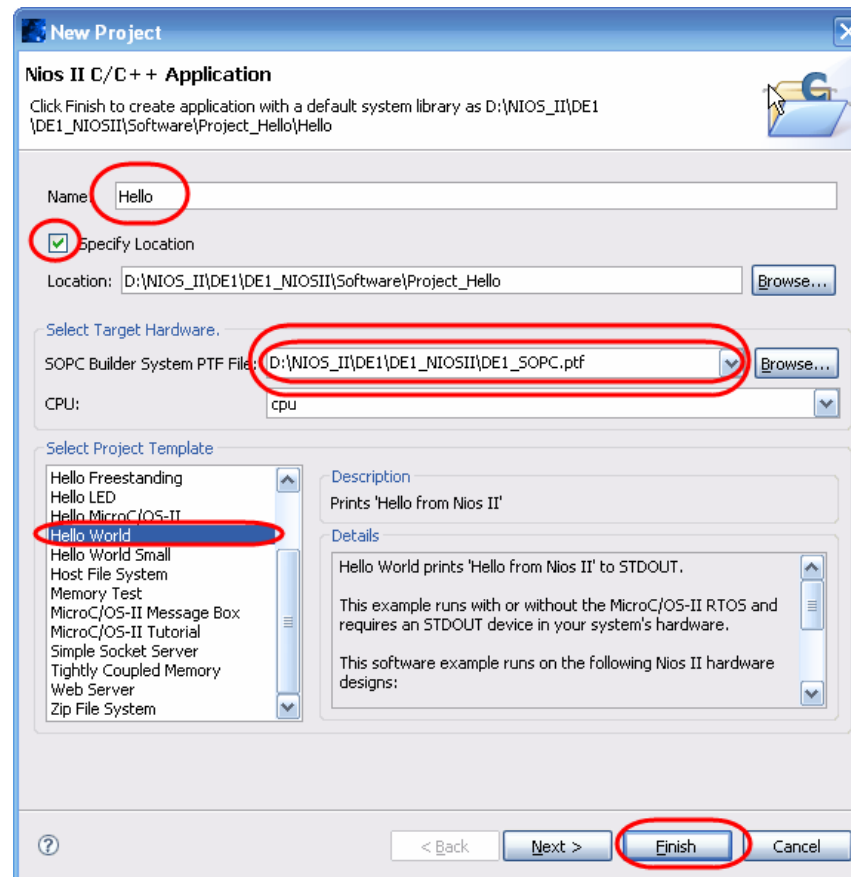 New Project
Nios II C/C++ Application
Click Finish to create application with a default system library as D:\NIOS_II\DE1
\DE1_NIOSII\Software\Project_Hello\Hello
Name: Hello
Specify Location
Location: D:\NIOS_II\DE1\DE1_NIOSII\Software\Project_Hello Browse...
Select Target Hardware.
SOPC Builder System PTF File: D:\NIOS_II\DE1\DE1_NIOSII\DE1_SOPC.ptf Browse...
CPU: cpu
Select Project Template
Hello Freestanding
Hello LED
Hello MicroC/OS-II
Hello World
Hello World Small
Host File System
Memory Test
MicroC/OS-II Message Box
MicroC/OS-II Tutorial
Simple Socket Server
Tightly Coupled Memory
Web Server
Zip File System
Description
Prints 'Hello from Nios II'
Details
Hello World prints 'Hello from Nios II' to STDOUT.
This example runs with or without the MicroC/OS-II RTOS and
requires an STDOUT device in your system's hardware.
This software example runs on the following Nios II hardware
designs:
? < Back Next > Finish Cancel